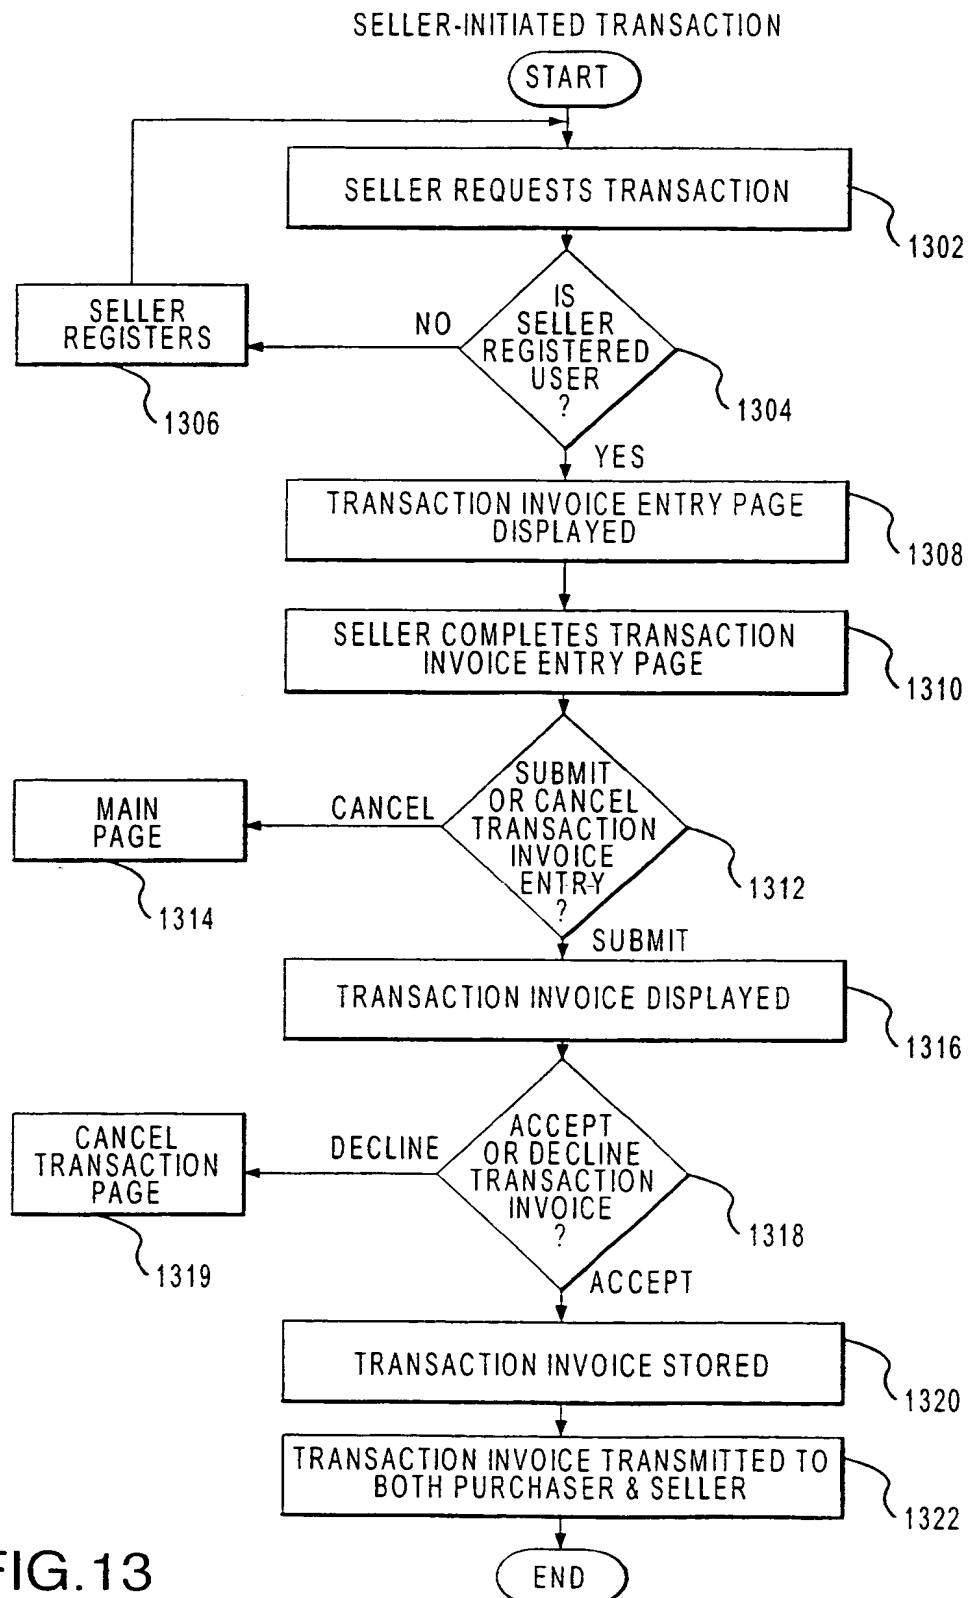 SELLER-INITIATED TRANSACTION
START
SELLER REQUESTS TRANSACTION
1302
IS
SELLER
REGISTERED
USER
?
1304
NO
SELLER
REGISTERS
1306
YES
TRANSACTION INVOICE ENTRY PAGE
DISPLAYED
1308
SELLER COMPLETES TRANSACTION
INVOICE ENTRY PAGE
1310
SUBMIT
OR CANCEL
TRANSACTION
INVOICE
ENTRY
?
1312
CANCEL
MAIN
PAGE
1314
SUBMIT
TRANSACTION INVOICE DISPLAYED
1316
ACCEPT
OR DECLINE
TRANSACTION
INVOICE
?
1318
DECLINE
CANCEL
TRANSACTION
PAGE
1319
ACCEPT
TRANSACTION INVOICE STORED
1320
TRANSACTION INVOICE TRANSMITTED TO
BOTH PURCHASER & SELLER
1322
END
FIG.13